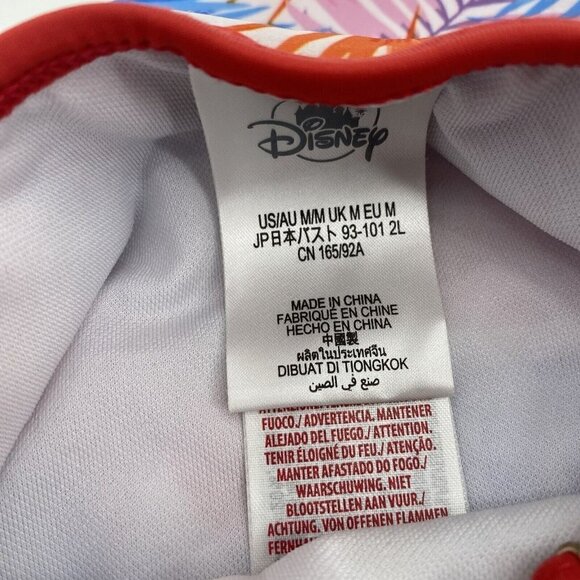 Disney
US/AU M/M UK M EU M
JP日本バスト 93-101 2L
CN 165/92A
MADE IN CHINA
FABRIQUÉ EN CHINE
HECHO EN CHINA
中國製
ผลิตในประเทศจีน
DIBUAT DI TIONGKOK
صنع في الصين
FUOCO./ ADVERTENCIA. MANTENER
ALEJADO DEL FUEGO./ ATTENTION.
TENIR ÉLOIGNÉ DU FEU./ ATENÇÃO.
MANTER AFASTADO DO FOGO./
WAARSCHUWING. NIET
BLOOTSTELLEN AAN VUUR./
ACHTUNG. VON OFFENEN FLAMMEN